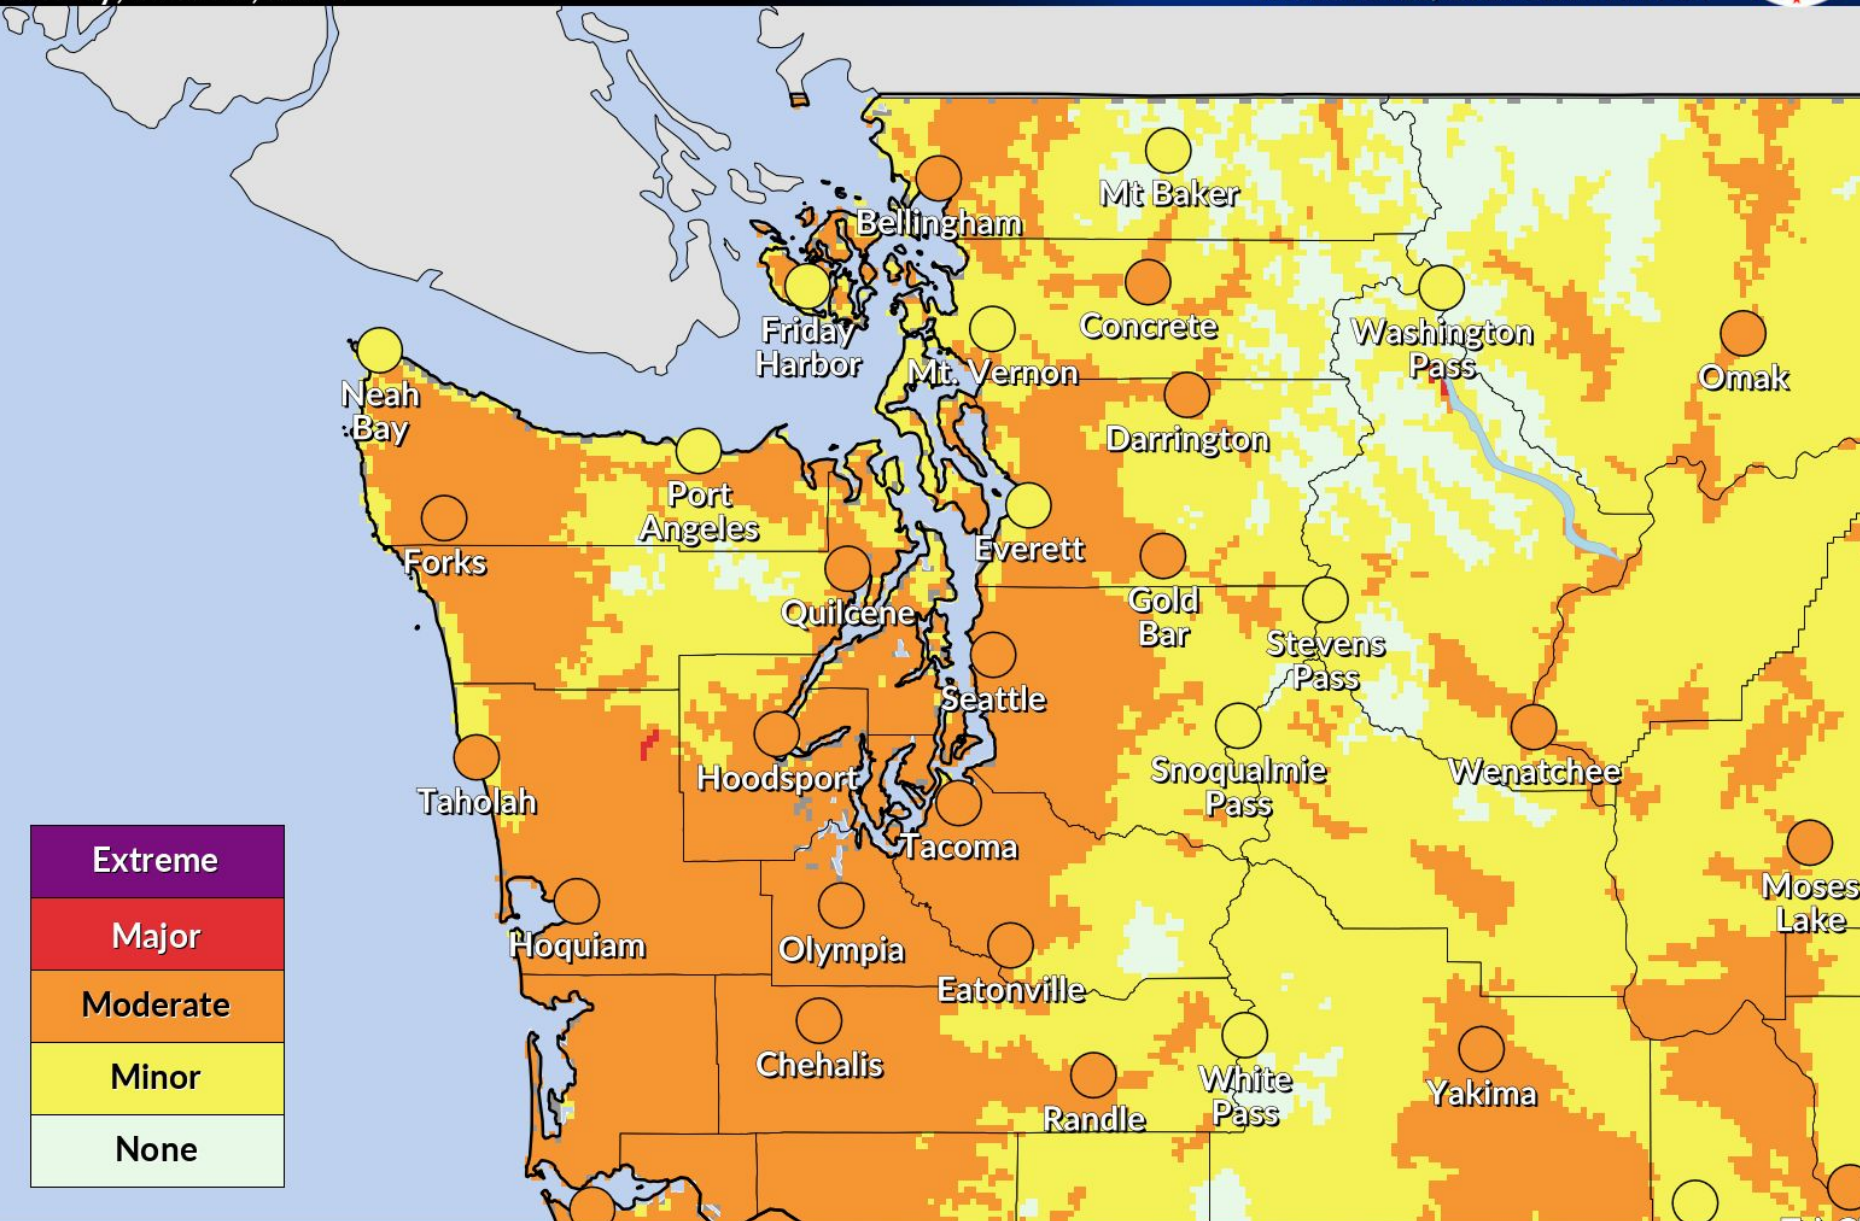 Mt Baker
Bellingham
Friday
Harbor
Concrete
Washington
Pass
Mt. Vernon
Omak
Neah
Bay
Darrington
Port
Angeles
Forks
Everett
Quilcene
Gold
Bar
Stevens
Pass
Seattle
Hoodsport
Snoqualmie
Pass
Wenatchee
Taholah
Tacoma
Moses
Lake
Hoquiam
Olympia
Eatonville
Chehalis
Randle
White
Pass
Yakima
Extreme
Major
Moderate
Minor
None